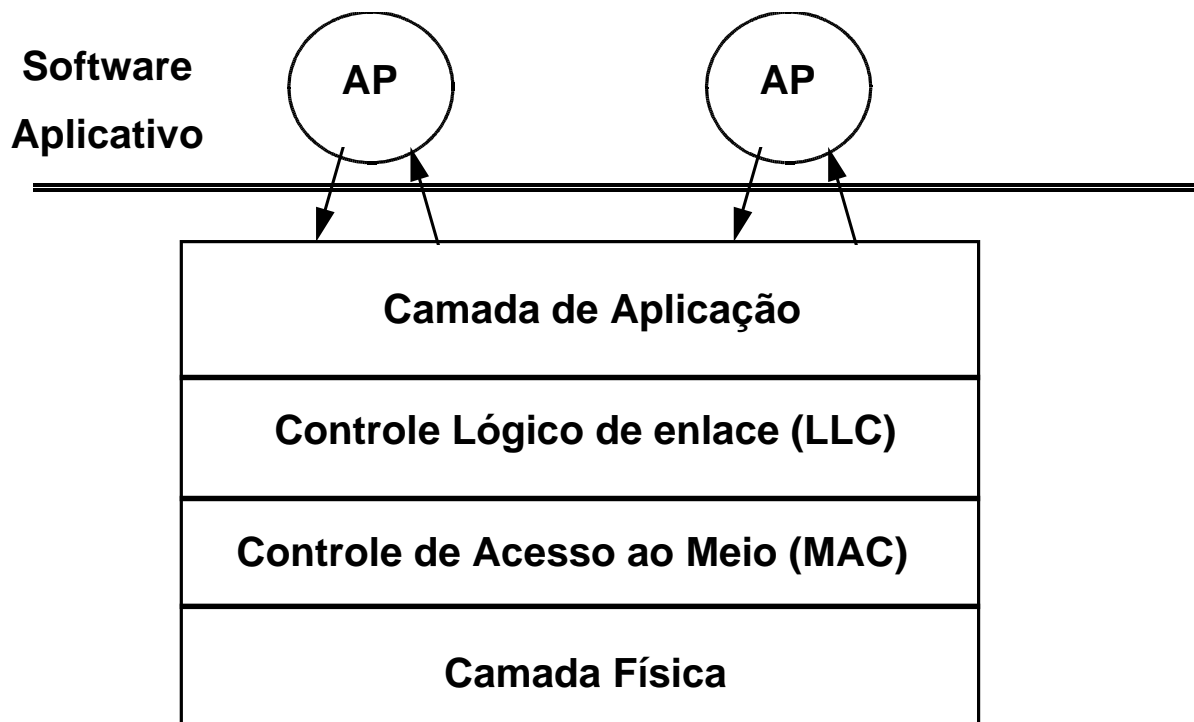 Software
Aplicativo
AP
AP
Camada de Aplicação
Controle Lógico de enlace (LLC)
Controle de Acesso ao Meio (MAC)
Camada Física